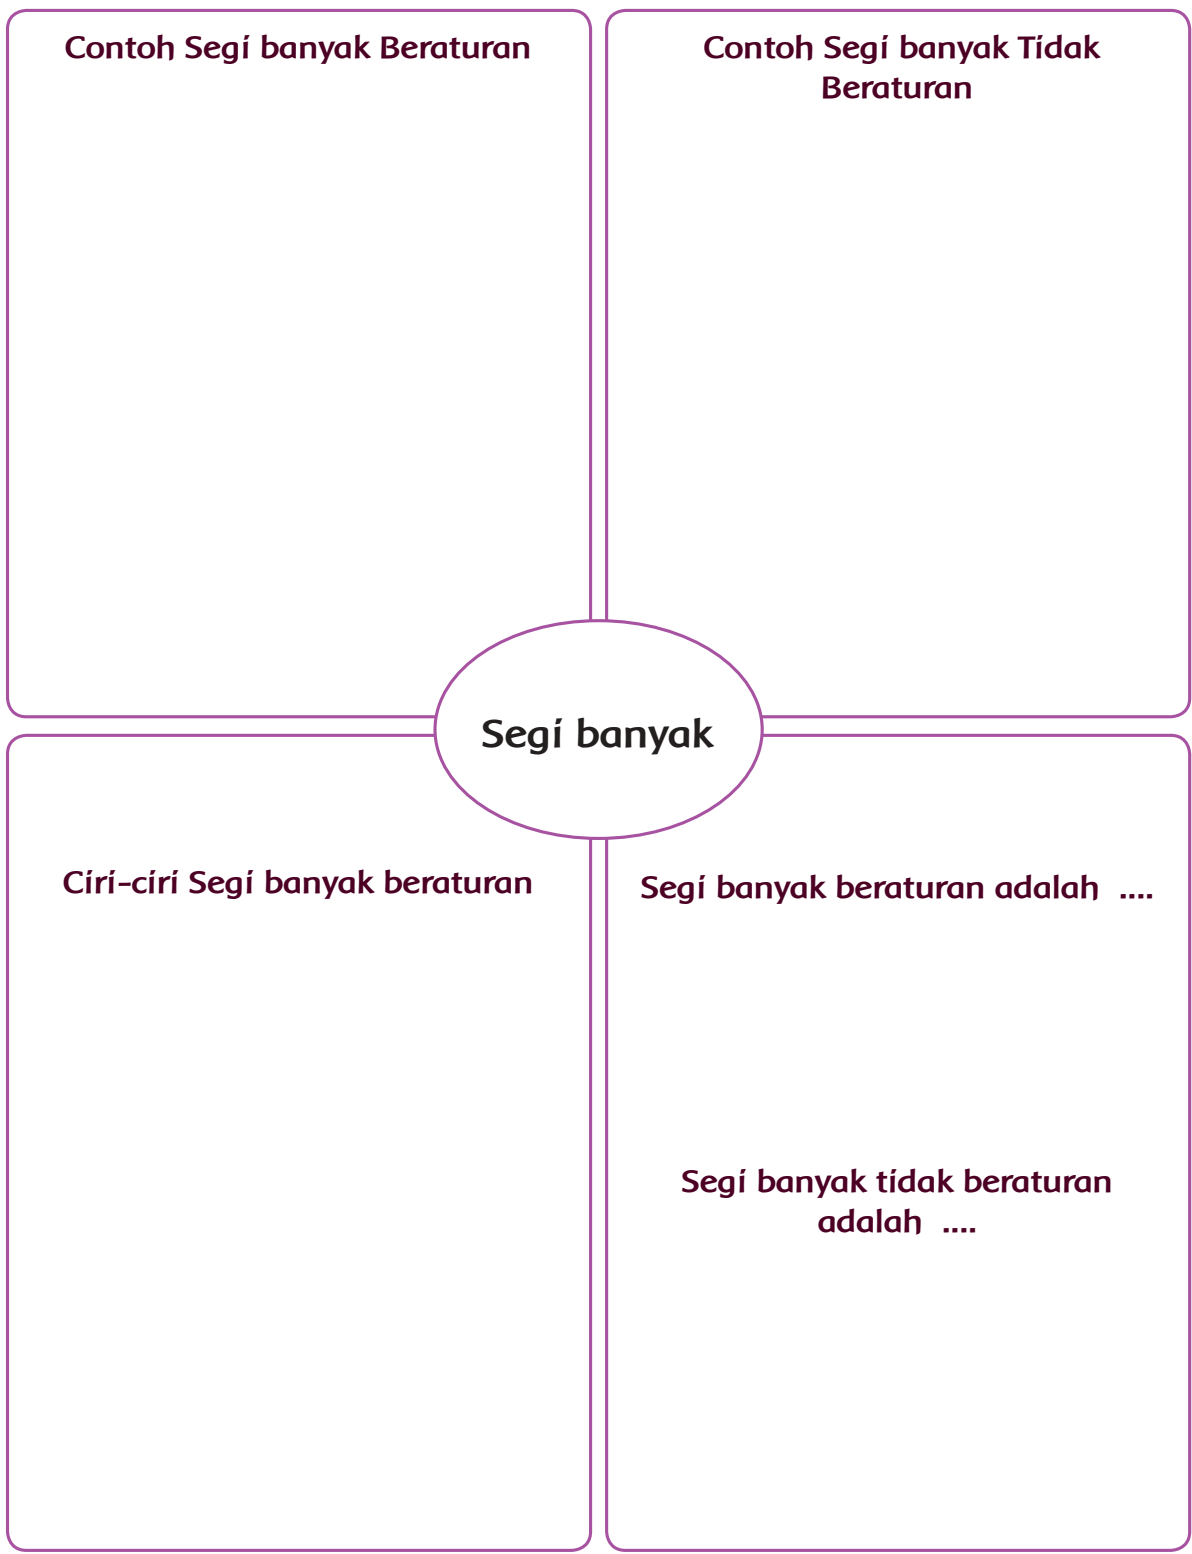 Contoh Segi banyak Beraturan
Contoh Segi banyak Tidak
Beraturan
Segi banyak
Ciri-ciri Segi banyak beraturan
Segi banyak beraturan adalah ....
Segi banyak tidak beraturan
adalah ....